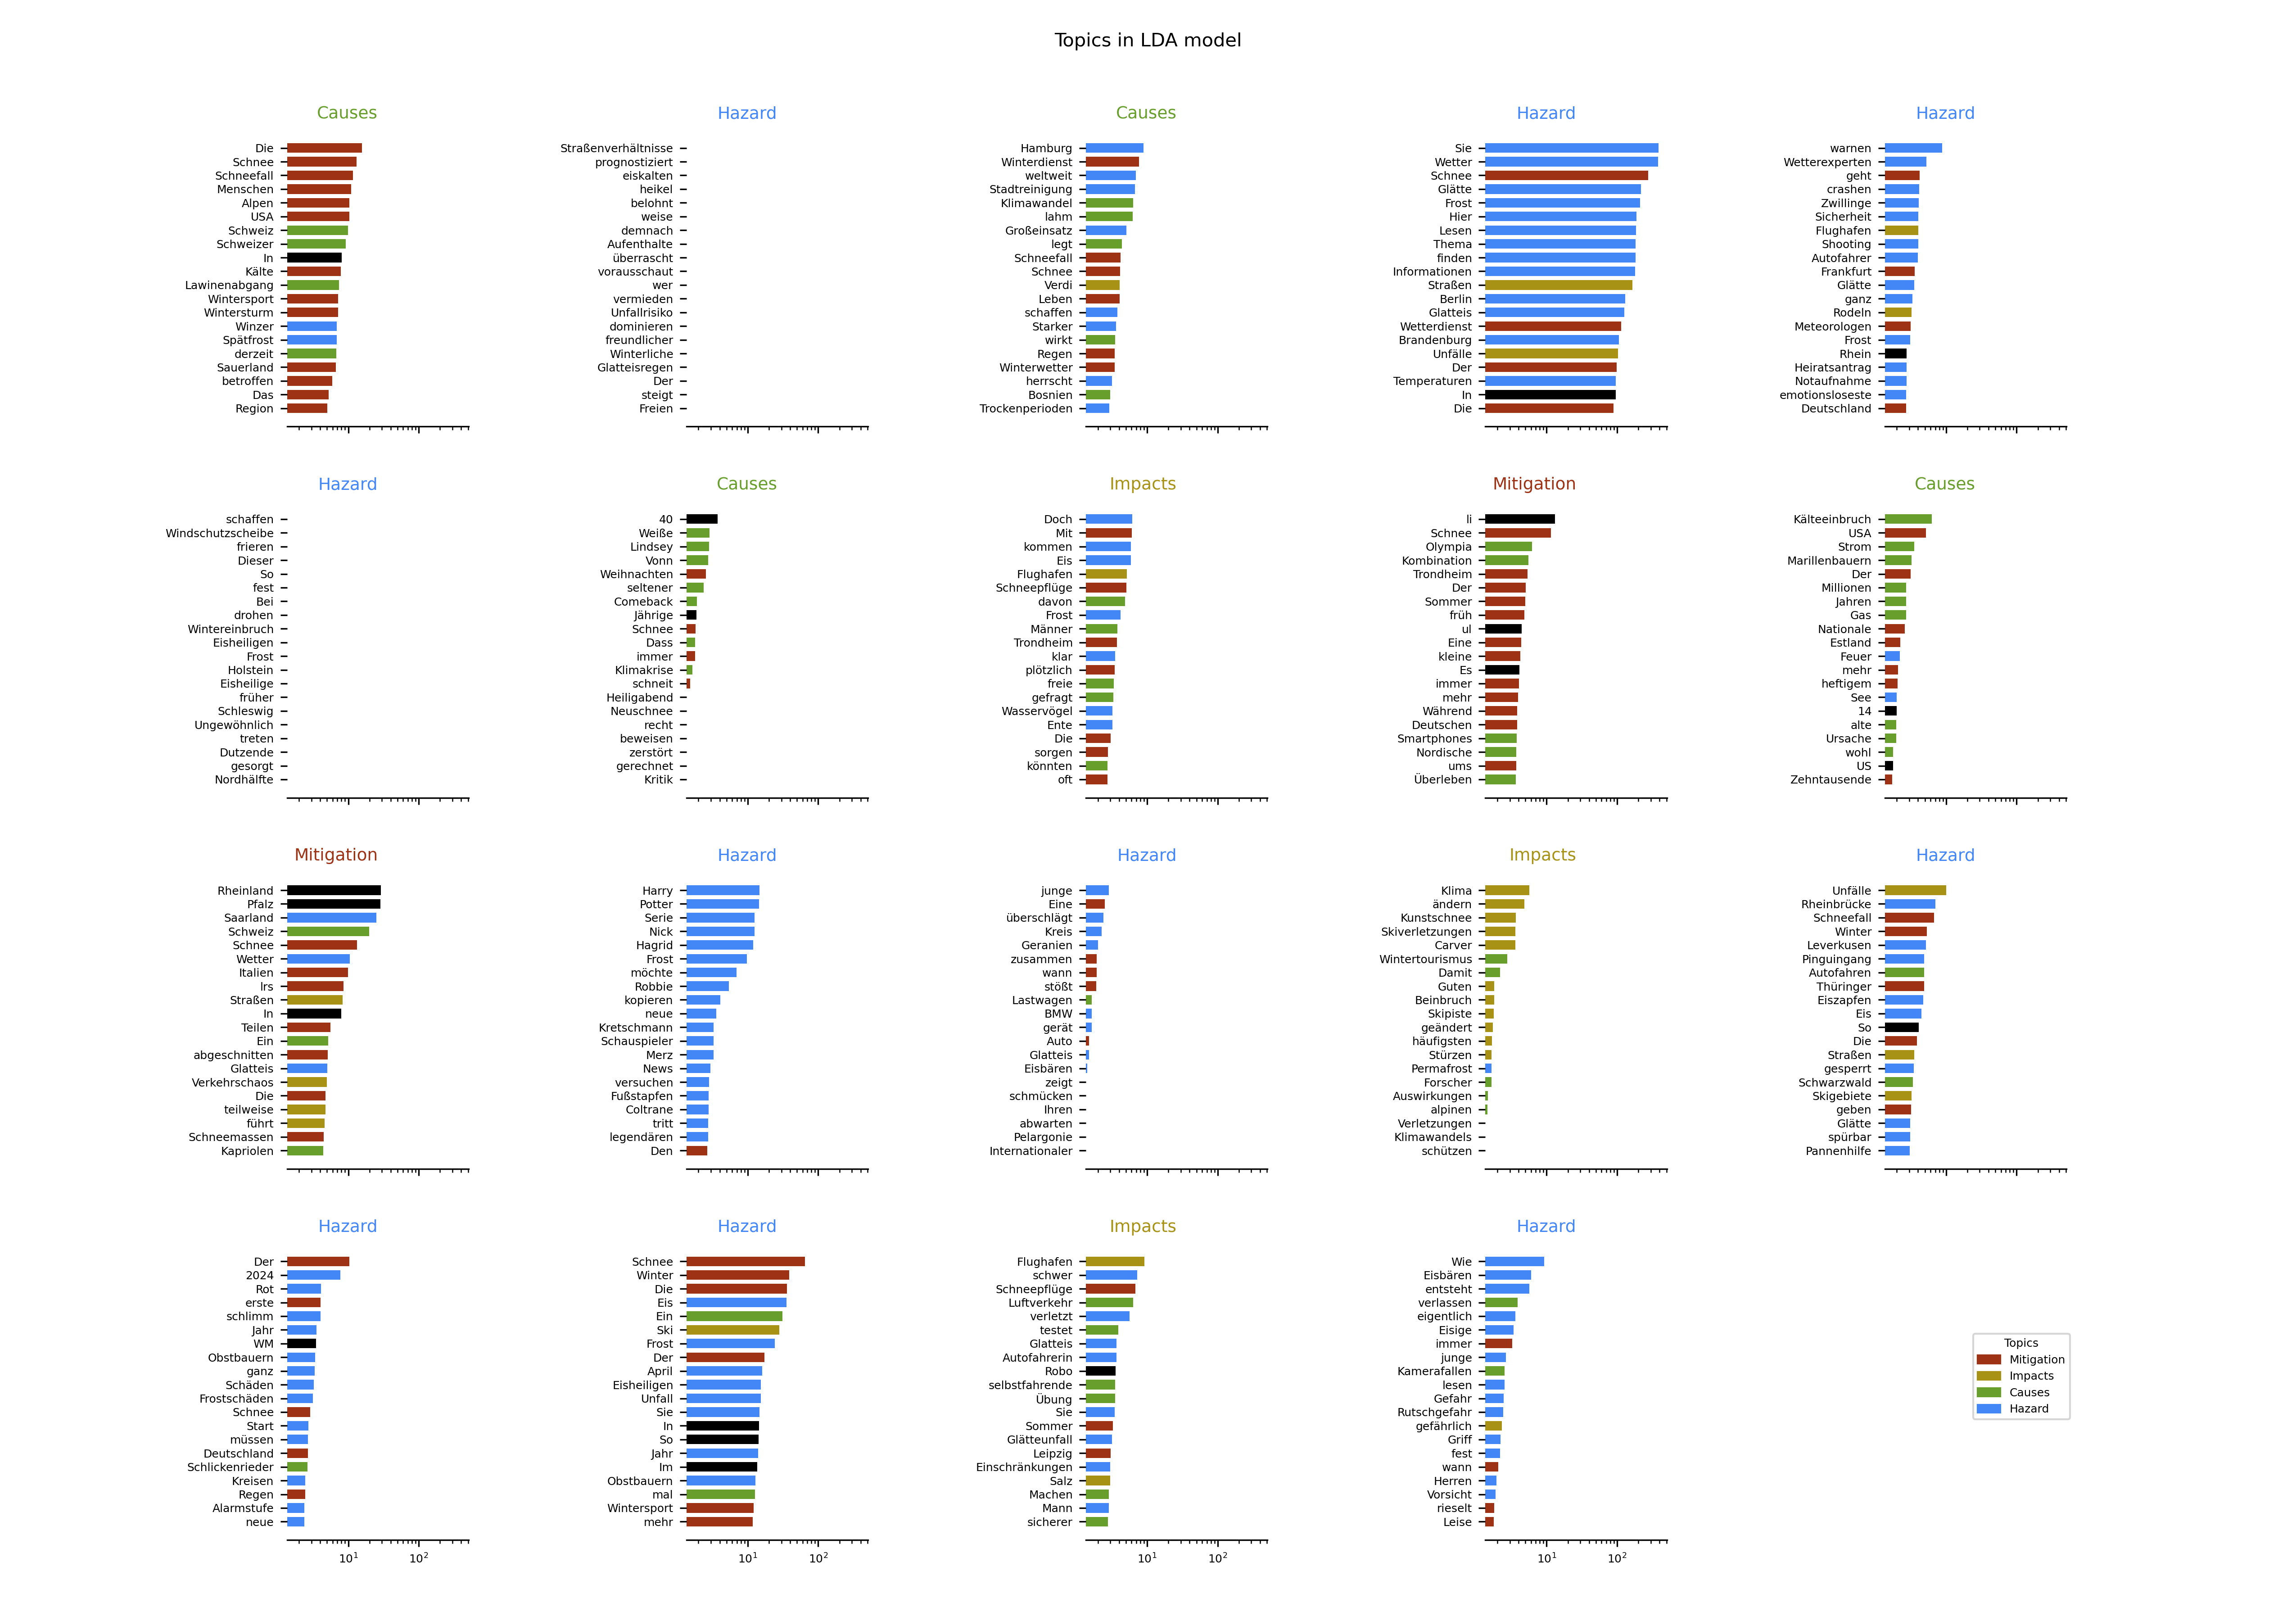 Topics in LDA model
Causes
Die
Schnee
Schneefall
Menschen
Alpen
USA
Schweiz
Schweizer
In
Kälte
Lawinenabgang
Wintersport
Wintersturm
Winzer
Spätfrost
derzeit
Sauerland
betroffen
Das
Region
Hazard
Straßenverhältnisse
prognostiziert
eiskalten
heikel
belohnt
weise
demnach
Aufenthalte
überrascht
vorausschaut
wer
vermieden
Unfallrisiko
dominieren
freundlicher
Winterliche
Glatteisregen
Der
steigt
Freien
Causes
Hamburg
Winterdienst
weltweit
Stadtreinigung
Klimawandel
lahm
Großeinsatz
legt
Schneefall
Schnee
Verdi
Leben
schaffen
Starker
wirkt
Regen
Winterwetter
herrscht
Bosnien
Trockenperioden
Hazard
Sie
Wetter
Schnee
Glätte
Frost
Hier
Lesen
Thema
finden
Informationen
Straßen
Berlin
Glatteis
Wetterdienst
Brandenburg
Unfälle
Der
Temperaturen
In
Die
Hazard
warnen
Wetterexperten
geht
crashen
Zwillinge
Sicherheit
Flughafen
Shooting
Autofahrer
Frankfurt
Glätte
ganz
Rodeln
Meteorologen
Frost
Rhein
Heiratsantrag
Notaufnahme
emotionsloseste
Deutschland
Hazard
schaffen
Windschutzscheibe
frieren
Dieser
So
fest
Bei
drohen
Wintereinbruch
Eisheiligen
Frost
Holstein
Eisheilige
früher
Schleswig
Ungewöhnlich
treten
Dutzende
gesorgt
Nordhälfte
Causes
40
Weiße
Lindsey
Vonn
Weihnachten
seltener
Comeback
Jährige
Schnee
Dass
immer
Klimakrise
schneit
Heiligabend
Neuschnee
recht
beweisen
zerstört
gerechnet
Kritik
Impacts
Doch
Mit
kommen
Eis
Flughafen
Schneepflüge
davon
Frost
Männer
Trondheim
klar
plötzlich
freie
gefragt
Wasservögel
Ente
Die
sorgen
könnten
oft
Mitigation
li
Schnee
Olympia
Kombination
Trondheim
Der
Sommer
früh
ul
Eine
kleine
Es
immer
mehr
Während
Deutschen
Smartphones
Nordische
ums
Überleben
Causes
Kälteeinbruch
USA
Strom
Marillenbauern
Der
Millionen
Jahren
Gas
Nationale
Estland
Feuer
mehr
heftigem
See
14
alte
Ursache
wohl
US
Zehntausende
Mitigation
Rheinland
Pfalz
Saarland
Schweiz
Schnee
Wetter
Italien
Irs
Straßen
In
Teilen
Ein
abgeschnitten
Glatteis
Verkehrschaos
Die
teilweise
führt
Schneemassen
Kapriolen
Hazard
Harry
Potter
Serie
Nick
Hagrid
Frost
möchte
Robbie
kopieren
neue
Kretschmann
Schauspieler
Merz
News
versuchen
Fußstapfen
Coltrane
tritt
legendären
Den
Hazard
junge
Eine
überschlägt
Kreis
Geranien
zusammen
wann
stößt
Lastwagen
BMW
gerät
Auto
Glatteis
Eisbären
zeigt
schmücken
Ihren
abwarten
Pelargonie
Internationaler
Impacts
Klima
ändern
Kunstschnee
Skiverletzungen
Carver
Wintertourismus
Damit
Guten
Beinbruch
Skipiste
geändert
häufigsten
Stürzen
Permafrost
Forscher
Auswirkungen
alpinen
Verletzungen
Klimawandels
schützen
Hazard
Unfälle
Rheinbrücke
Schneefall
Winter
Leverkusen
Pinguingang
Autofahren
Thüringer
Eiszapfen
Eis
So
Die
Straßen
gesperrt
Schwarzwald
Skigebiete
geben
Glätte
spürbar
Pannenhilfe
Hazard
Der
2024
Rot
erste
schlimm
Jahr
WM
Obstbauern
ganz
Schäden
Frostschäden
Schnee
Start
müssen
Deutschland
Schlickenrieder
Kreisen
Regen
Alarmstufe
neue
10¹ 10²
Hazard
Schnee
Winter
Die
Eis
Ein
Ski
Frost
Der
April
Eisheiligen
Unfall
Sie
In
So
Jahr
Im
Obstbauern
mal
Wintersport
mehr
10¹ 10²
Impacts
Flughafen
schwer
Schneepflüge
Luftverkehr
verletzt
testet
Glatteis
Autofahrerin
Robo
selbstfahrende
Übung
Sie
Sommer
Glätteunfall
Leipzig
Einschränkungen
Salz
Machen
Mann
sicherer
10¹ 10²
Hazard
Wie
Eisbären
entsteht
verlassen
eigentlich
Eisige
immer
junge
Kamerafallen
lesen
Gefahr
Rutschgefahr
gefährlich
Griff
fest
wann
Herren
Vorsicht
rieselt
Leise
10¹ 10²
Topics
Mitigation
Impacts
Causes
Hazard